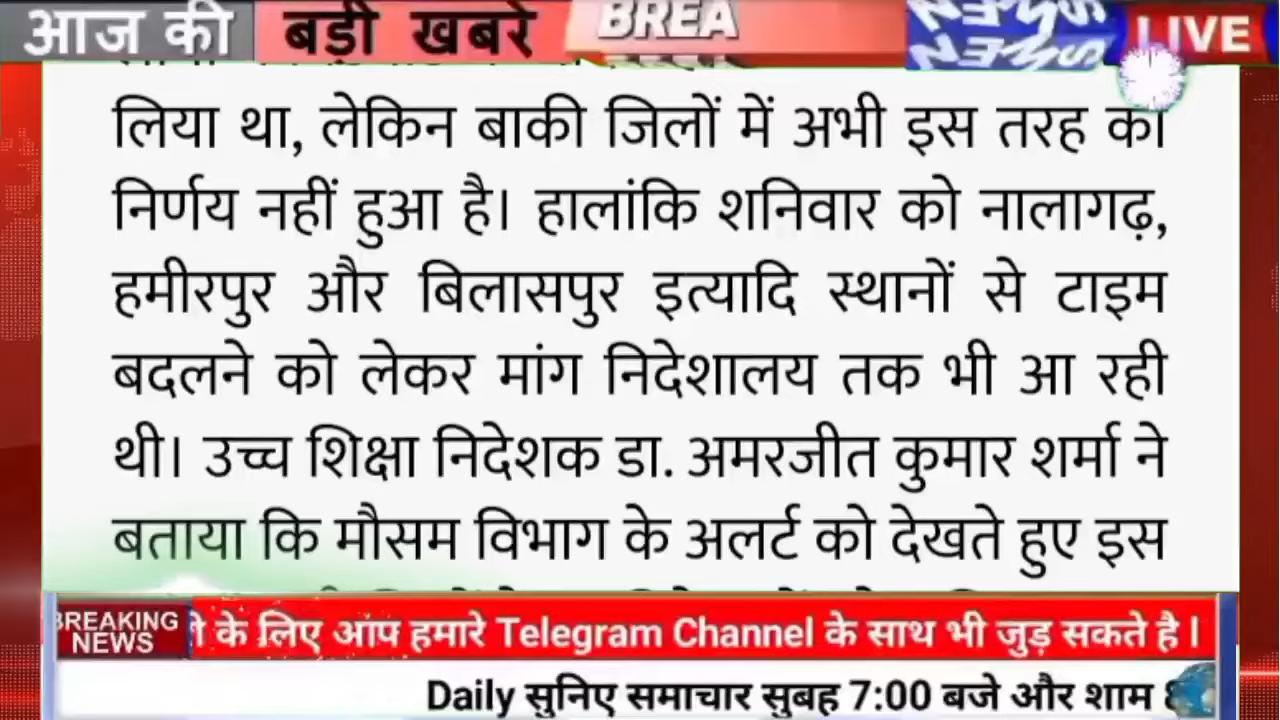 आज की बड़ी खबरे BREA NEWS NEWS LIVE
लिया था, लेकिन बाकी जिलों में अभी इस तरह का
निर्णय नहीं हुआ है। हालांकि शनिवार को नालागढ़,
हमीरपुर और बिलासपुर इत्यादि स्थानों से टाइम
बदलने को लेकर मांग निदेशालय तक भी आ रही
थी। उच्च शिक्षा निदेशक डा. अमरजीत कुमार शर्मा ने
बताया कि मौसम विभाग के अलर्ट को देखते हुए इस
BREAKING
NEWS
के लिए आप हमारे Telegram Channel के साथ भी जुड़ सकते है।
Daily सुनिए समाचार सुबह 7:00 बजे और शाम